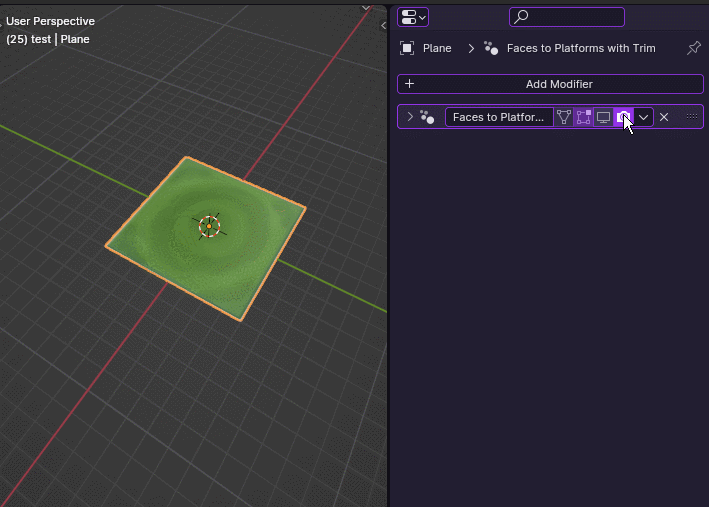 User Perspective
(25) test | Plane
Plane
Faces to Platforms with Trim
Add Modifier
Faces to Platfor...